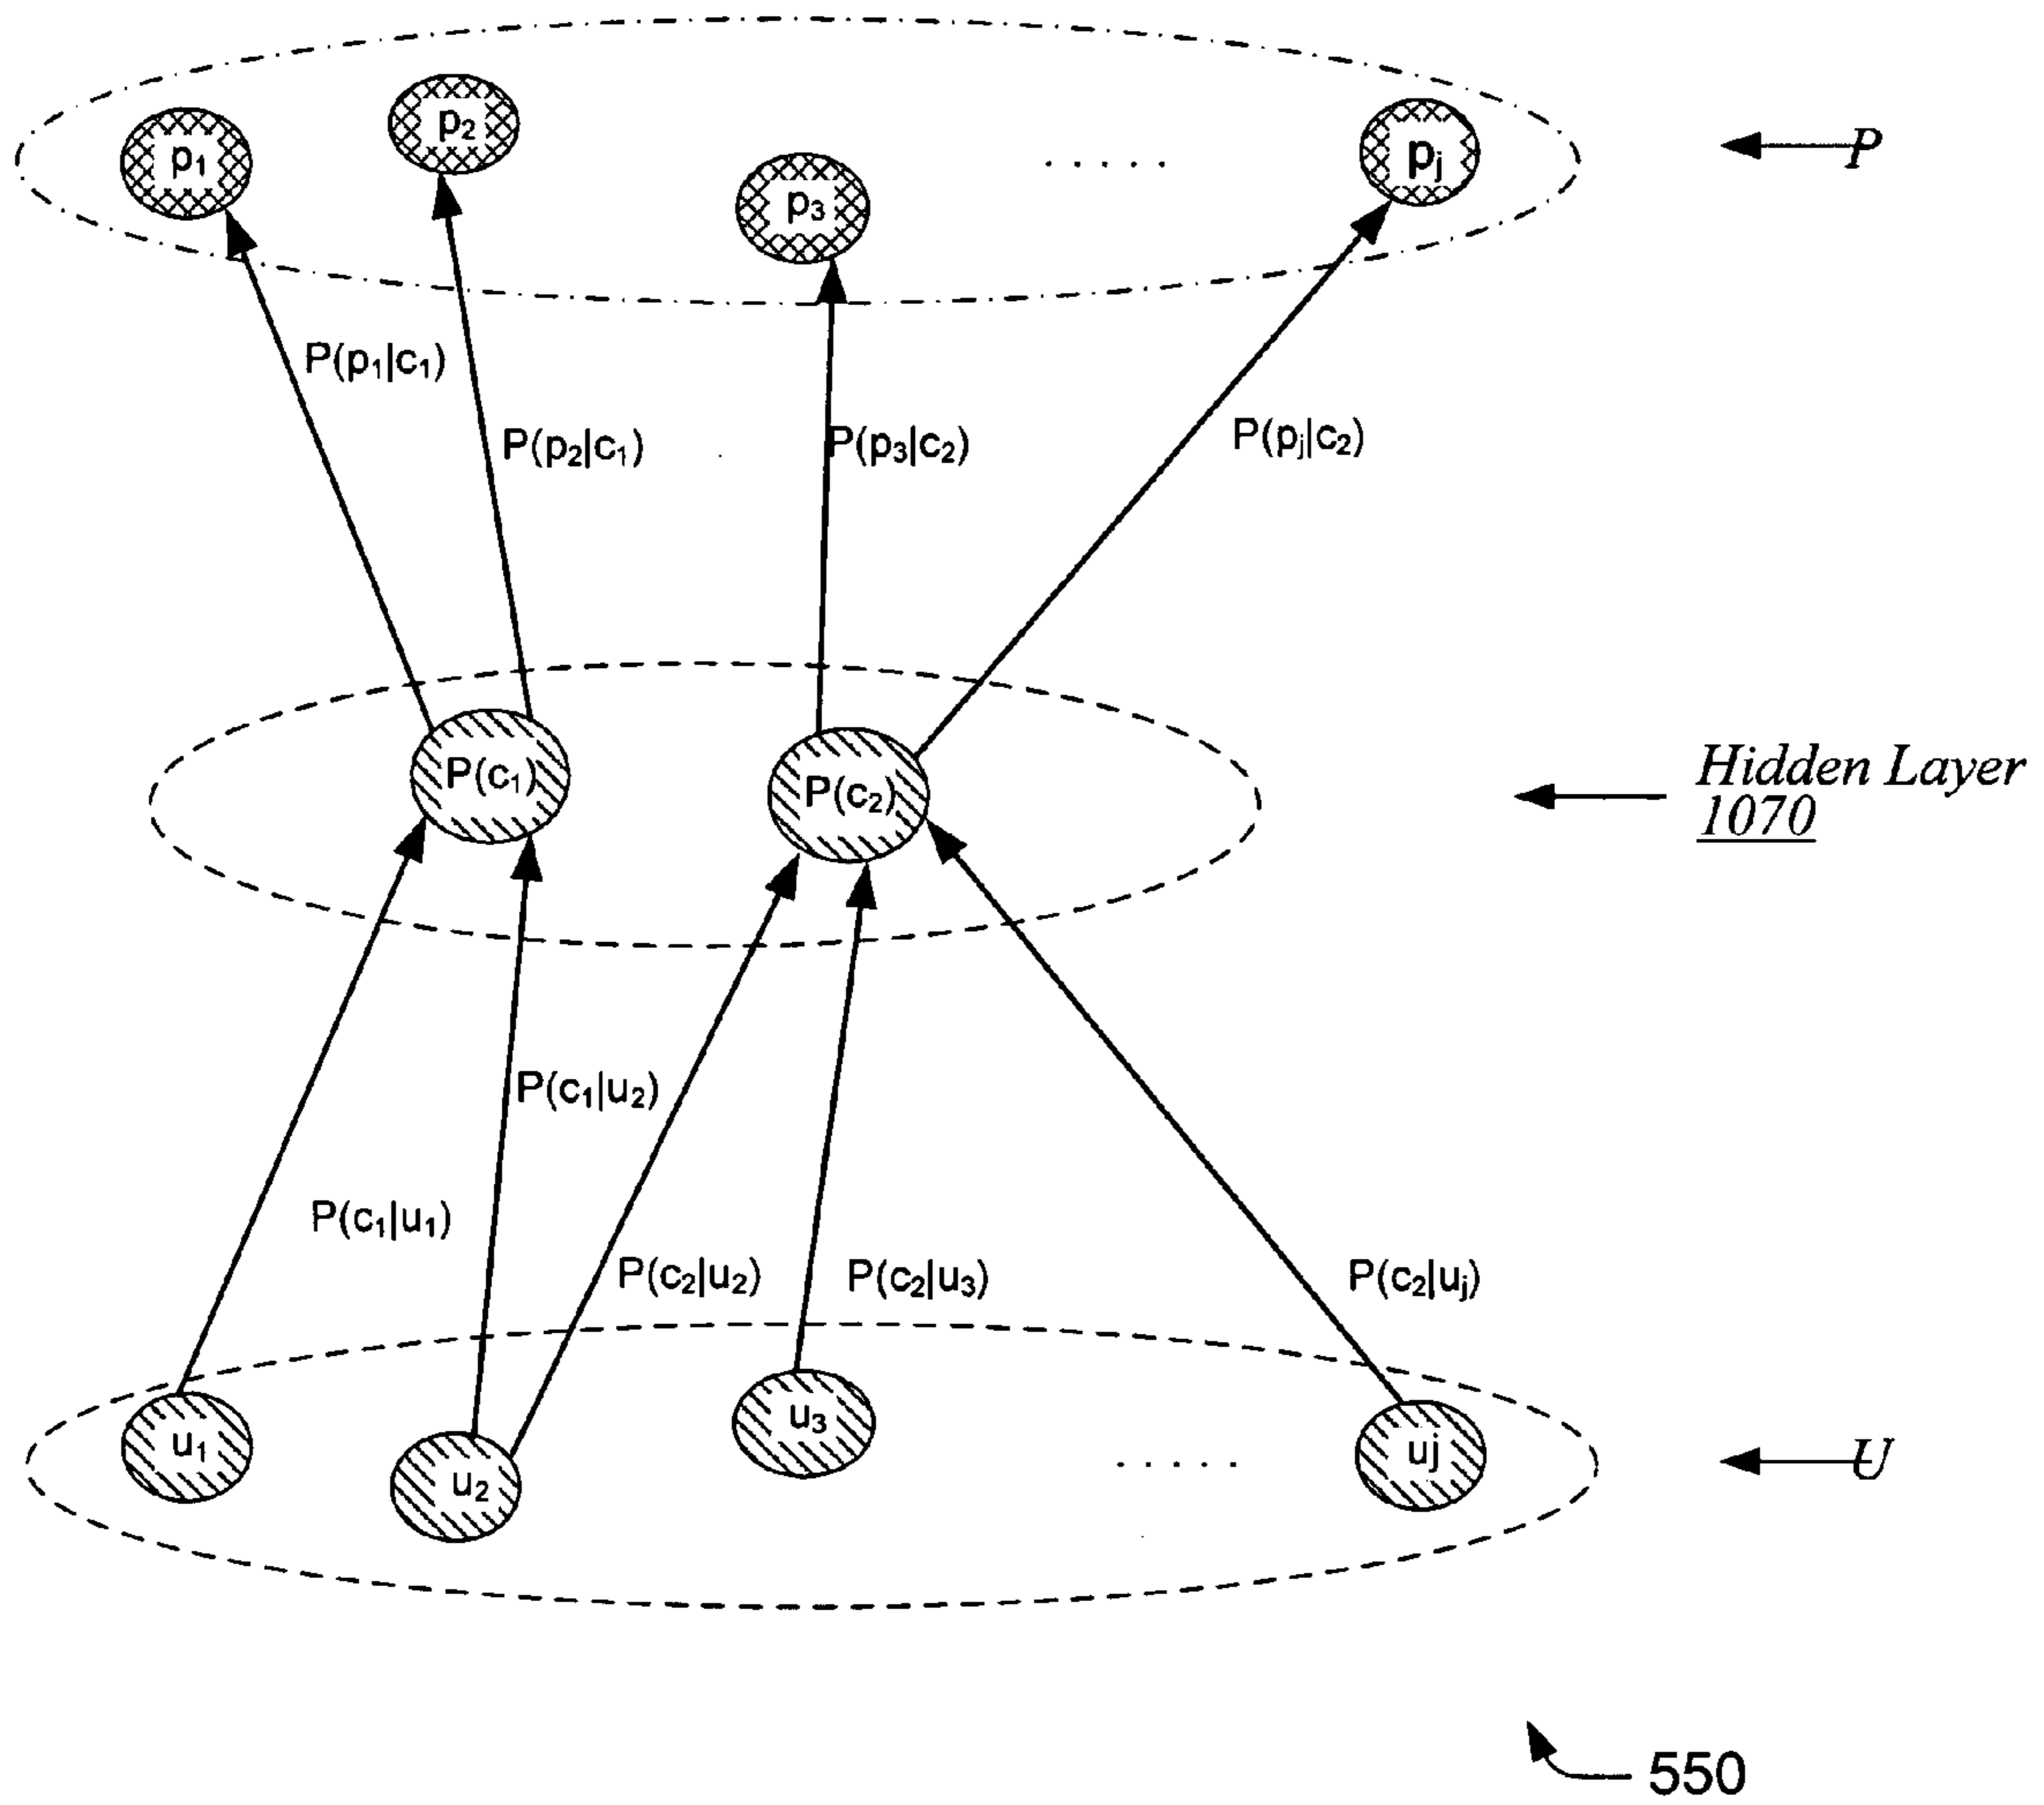 p₁
p₂
p₃
. . . . .
pⱼ
P
P(p₁|c₁)
P(p₂|c₁)
P(p₃|c₂)
P(pⱼ|c₂)
P(c₁)
P(c₂)
Hidden Layer
1070
P(c₁|u₂)
P(c₁|u₁)
P(c₂|u₂)
P(c₂|u₃)
P(c₂|uⱼ)
u₁
u₂
u₃
. . . . .
uj
U
550